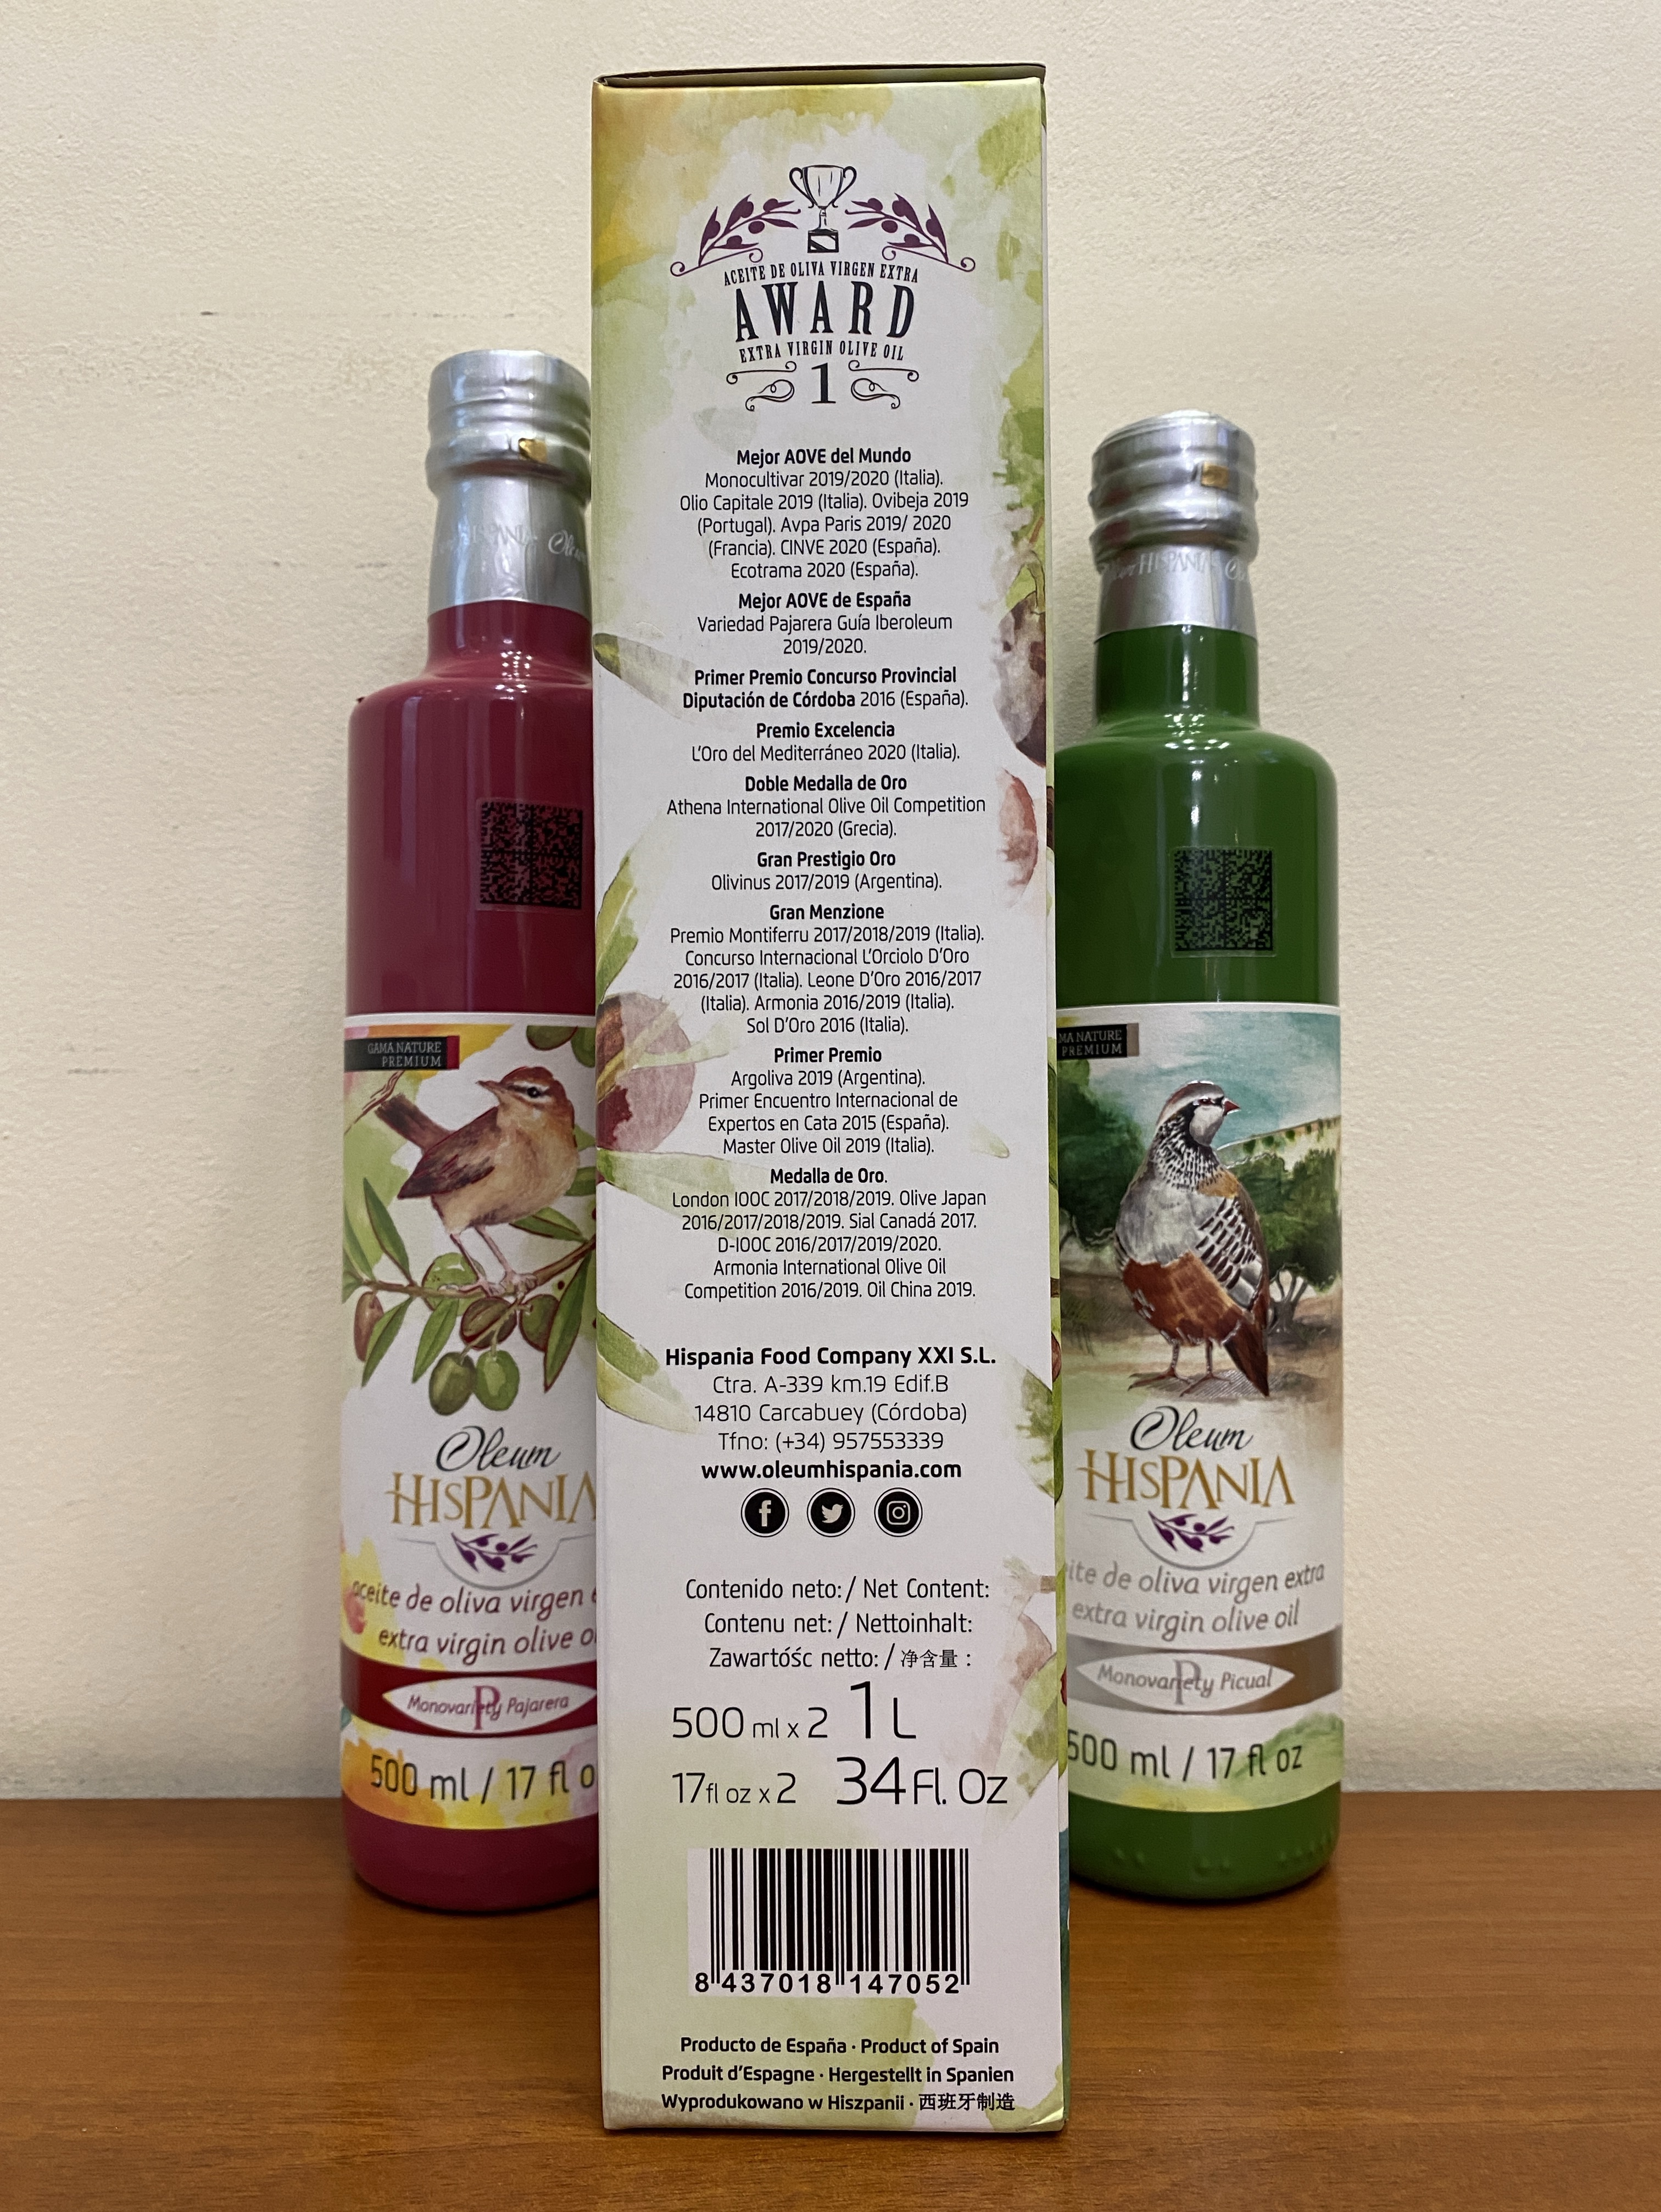 ACEITE DE OLIVA VIRGEN EXTRA
AWARD
EXTRA VIRGIN OLIVE OIL
1
Mejor AOVE del Mundo
Monocultivar 2019/2020 (Italia).
Olio Capitale 2019 (Italia). Ovibeja 2019
(Portugal). Avpa Paris 2019/ 2020
(Francia). CINVE 2020 (España).
Ecotrama 2020 (España).
Mejor AOVE de España
Variedad Pajarera Guía Iberoleum
2019/2020.
Primer Premio Concurso Provincial
Diputación de Córdoba 2016 (España).
Premio Excelencia
L'Oro del Mediterráneo 2020 (Italia).
Doble Medalla de Oro
Athena International Olive Oil Competition
2017/2020 (Grecia).
Gran Prestigio Oro
Olivinus 2017/2019 (Argentina).
Gran Menzione
Premio Montiferru 2017/2018/2019 (Italia).
Concurso Internacional L'Orciolo D'Oro
2016/2017 (Italia). Leone D'Oro 2016/2017
(Italia). Armonia 2016/2019 (Italia).
Sol D'Oro 2016 (Italia).
Primer Premio
Argoliva 2019 (Argentina).
Primer Encuentro Internacional de
Expertos en Cata 2015 (España).
Master Olive Oil 2019 (Italia).
Medalla de Oro.
London IOOC 2017/2018/2019. Olive Japan
2016/2017/2018/2019. Sial Canadá 2017.
D-IOOC 2016/2017/2019/2020.
Armonia International Olive Oil
Competition 2016/2019. Oil China 2019.
Hispania Food Company XXI S.L.
Ctra. A-339 km.19 Edif.B
14810 Carcabuey (Córdoba)
Tfno: (+34) 957553339
www.oleumhispania.com
Contenido neto: / Net Content:
Contenu net: / Nettoinhalt:
Zawartóśc netto: / 净含量 :
500 ml x 2 1 L
17fl oz x 2 34 Fl. Oz
8 437018 147052
Producto de España · Product of Spain
Produit d'Espagne · Hergestellt in Spanien
Wyprodukowano w Hiszpanii · 西班牙制造
GAMA NATURE
PREMIUM
Oleum
HISPANIA
aceite de oliva virgen
extra virgin olive
P
Monovariety Pajarera
500 ml / 17 fl
HISPANIA
NATURE
PREMIUM
Oleum
HISPANIA
de oliva virgen extra
extra virgin olive oil
P
Monovariety Picual
500 ml / 17 fl oz